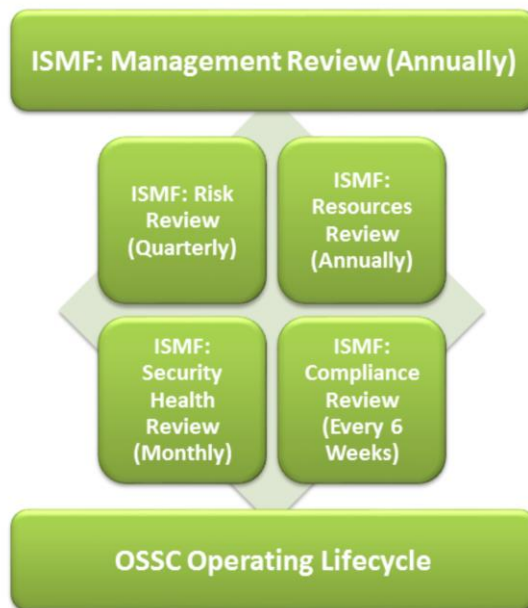 ISMF: Management Review (Annually)
ISMF: Risk
Review
(Quarterly)
ISMF:
Resources
Review
(Annually)
ISMF:
Security
Health
Review
(Monthly)
ISMF:
Compliance
Review
(Every 6
Weeks)
OSSC Operating Lifecycle